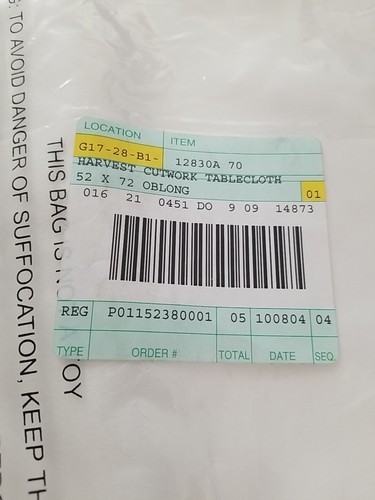 LOCATION ITEM
G17-28-B1- 12830A 70
HARVEST CUTWORK TABLECLOTH
52 X 72 OBLONG 01
016 21 0451 DO 9 09 14873
REG P01152380001 05 100804 04
TYPE ORDER # TOTAL DATE SEQ.
TO AVOID DANGER OF SUFFOCATION, KEEP
THIS BAG IS OY